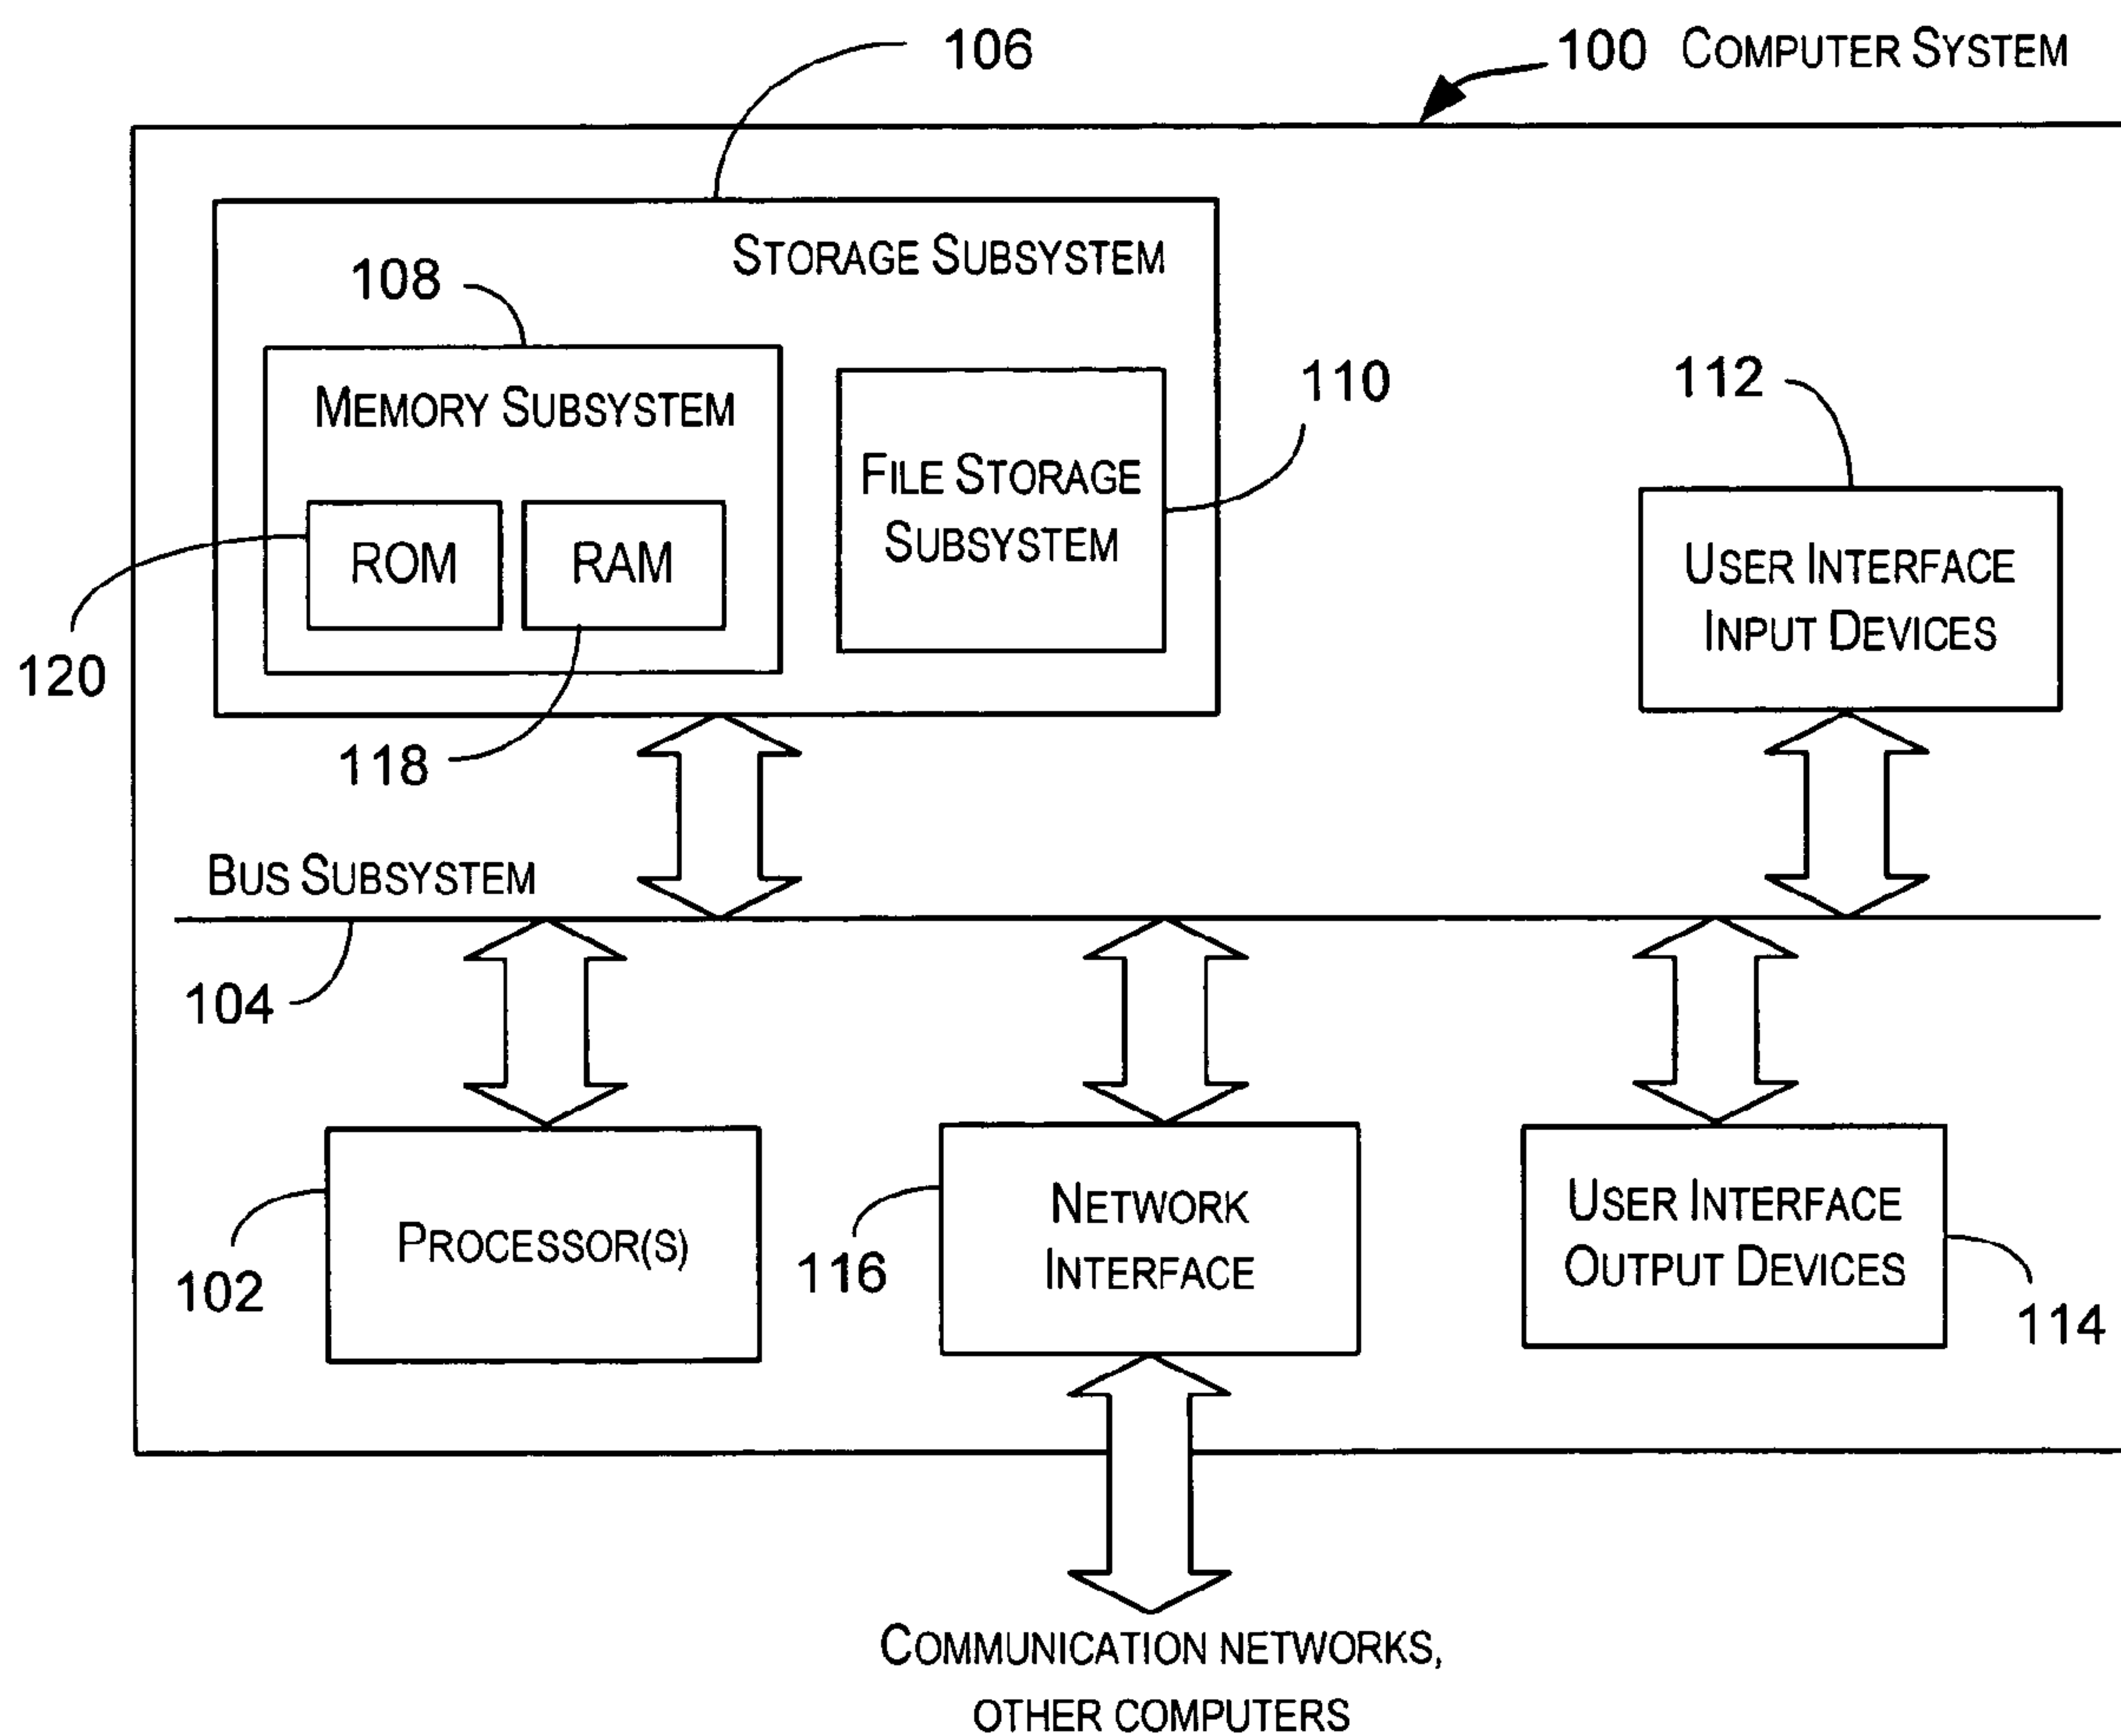 106
100 COMPUTER SYSTEM
STORAGE SUBSYSTEM
108
MEMORY SUBSYSTEM
110
112
FILE STORAGE
SUBSYSTEM
ROM
RAM
USER INTERFACE
INPUT DEVICES
120
118
BUS SUBSYSTEM
104
PROCESSOR(S)
102
NETWORK
INTERFACE
116
USER INTERFACE
OUTPUT DEVICES
114
COMMUNICATION NETWORKS,
OTHER COMPUTERS